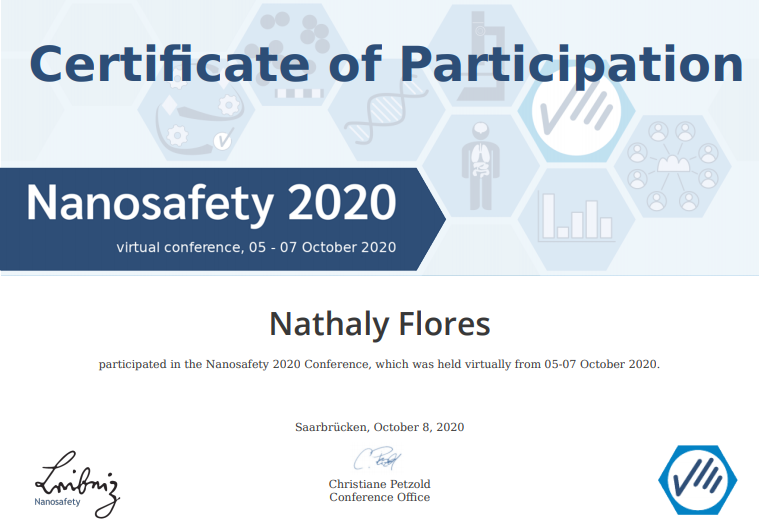 Certificate of Participation
Nanosafety 2020
virtual conference, 05 - 07 October 2020
Nathaly Flores
participated in the Nanosafety 2020 Conference, which was held virtually from 05-07 October 2020.
Saarbrücken, October 8, 2020
Leibniz
Nanosafety
Christiane Petzold
Conference Office